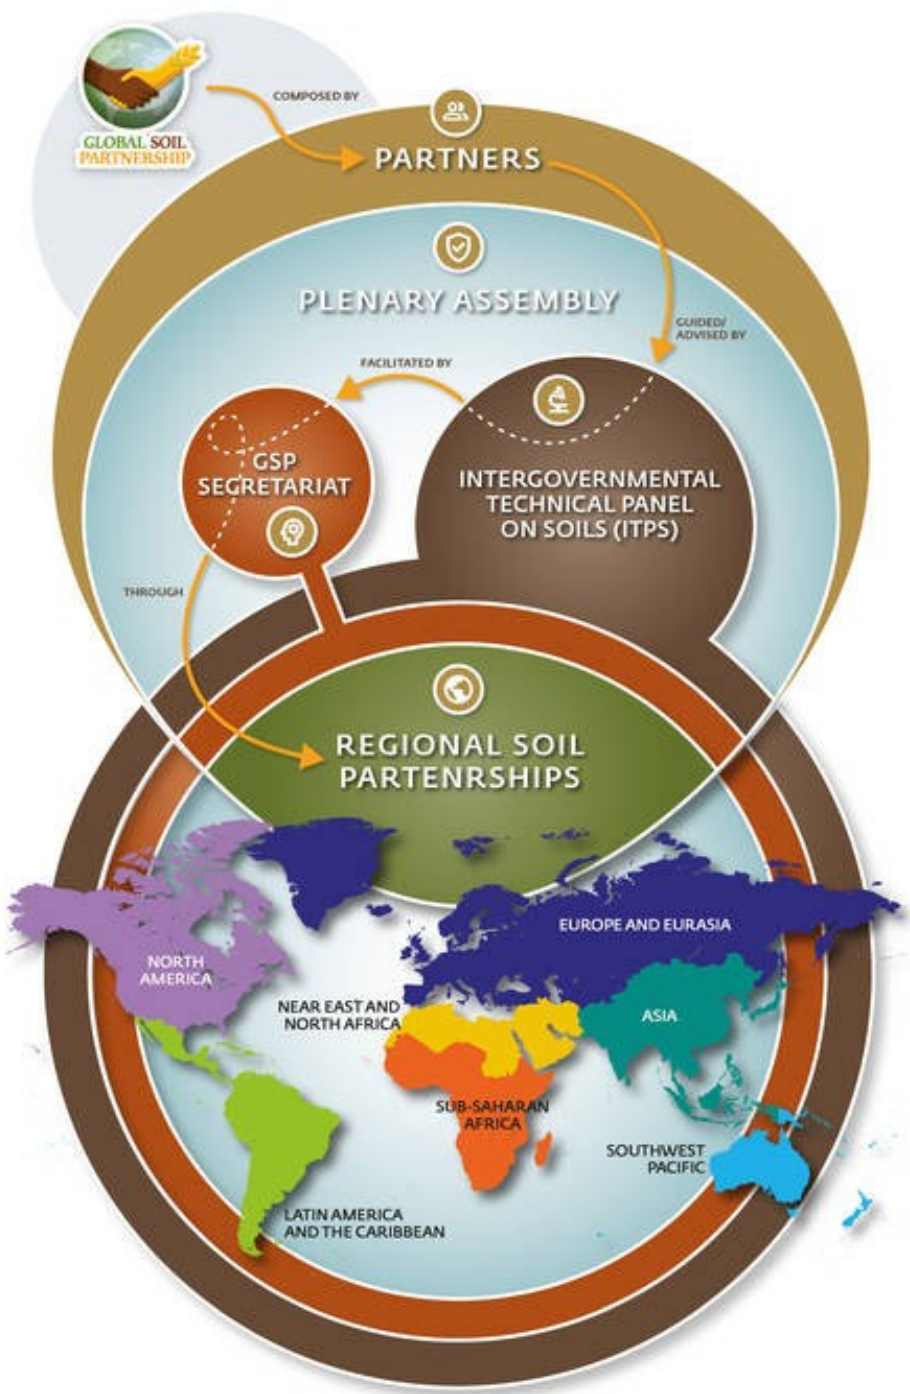 GLOBAL SOIL
PARTNERSHIP
COMPOSED BY
PARTNERS
PLENARY ASSEMBLY
GUIDED/
ADVISED BY
FACILITATED BY
GSP
SECRETARIAT
INTERGOVERNMENTAL
TECHNICAL PANEL
ON SOILS (ITPS)
THROUGH
REGIONAL SOIL
PARTENRSHIPS
EUROPE AND EURASIA
NORTH
AMERICA
NEAR EAST AND
NORTH AFRICA
ASIA
SUB-SAHARAN
AFRICA
SOUTHWEST
PACIFIC
LATIN AMERICA
AND THE CARIBBEAN